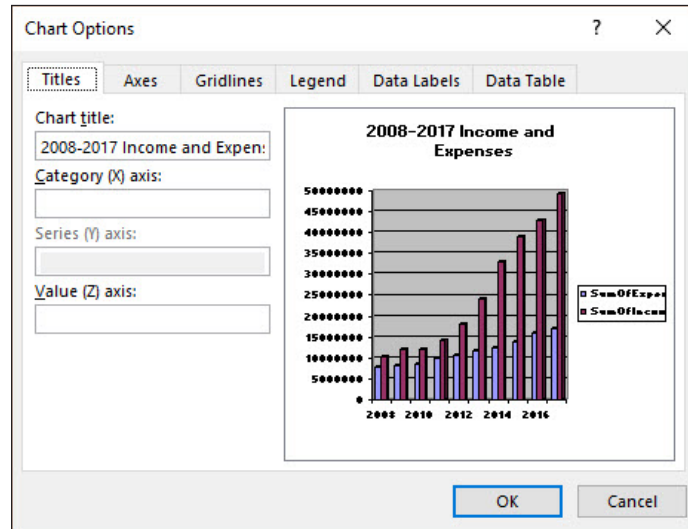 Chart Options
Titles Axes Gridlines Legend Data Labels Data Table
Chart title:
2008-2017 Income and Expen
Category (X) axis:
Series (Y) axis:
Value (Z) axis:
2008-2017 Income and
Expenses
50000000
45000000
40000000
35000000
30000000
25000000
20000000
15000000
10000000
5000000
0
2008 2010 2012 2014 2016
SumOfExpe
SumOfIncom
OK Cancel